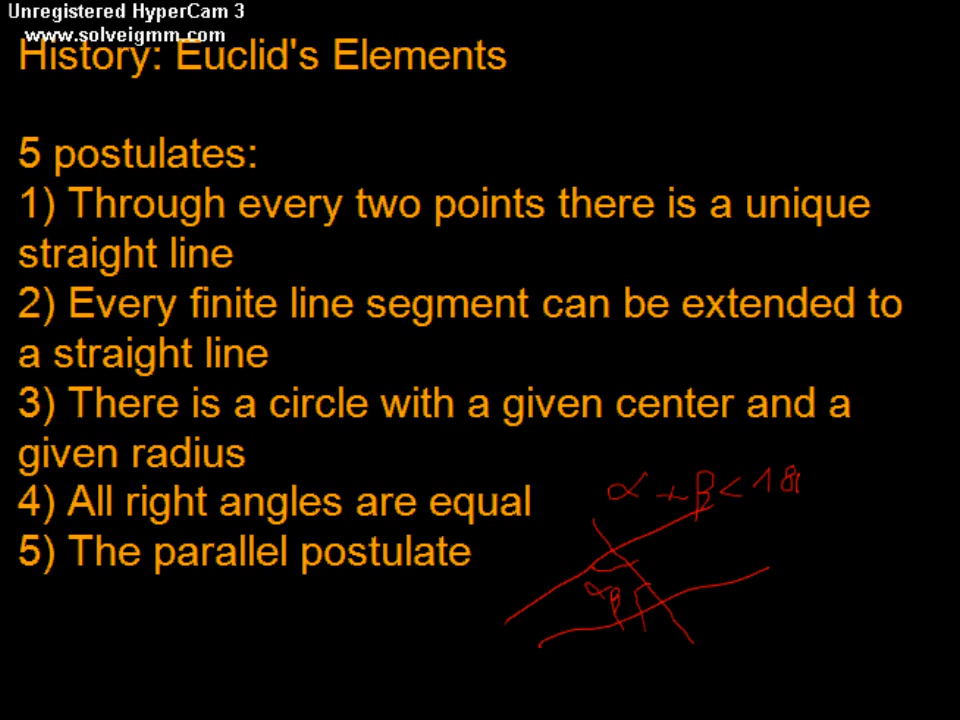 Unregistered HyperCam 3
www.solveigmm.com
History: Euclid's Elements
5 postulates:
1) Through every two points there is a unique
straight line
2) Every finite line segment can be extended to
a straight line
3) There is a circle with a given center and a
given radius
4) All right angles are equal
α + β < 18
5) The parallel postulate
α β